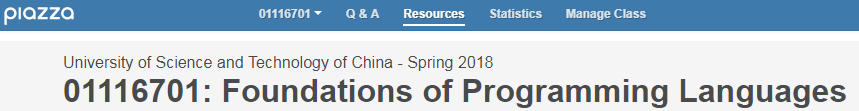 piazza 01116701 Q & A Resources Statistics Manage Class
University of Science and Technology of China - Spring 2018
01116701: Foundations of Programming Languages